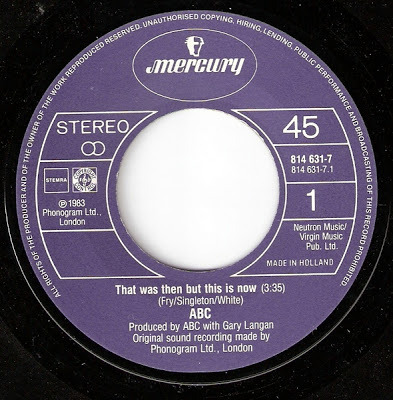 ALL RIGHTS OF THE PRODUCER AND OF THE OWNER OF THE WORK REPRODUCED RESERVED. UNAUTHORISED COPYING, HIRING, LENDING, PUBLIC PERFORMANCE AND BROADCASTING OF THIS RECORD PROHIBITED.
mercury
STEREO
45
814 631-7
814 631-7.1
STEMRA
℗ 1983
Phonogram Ltd.,
London
1
Neutron Music/
Virgin Music
Pub. Ltd.
MADE IN HOLLAND
That was then but this is now (3:35)
(Fry/Singleton/White)
ABC
Produced by ABC with Gary Langan
Original sound recording made by
Phonogram Ltd., London